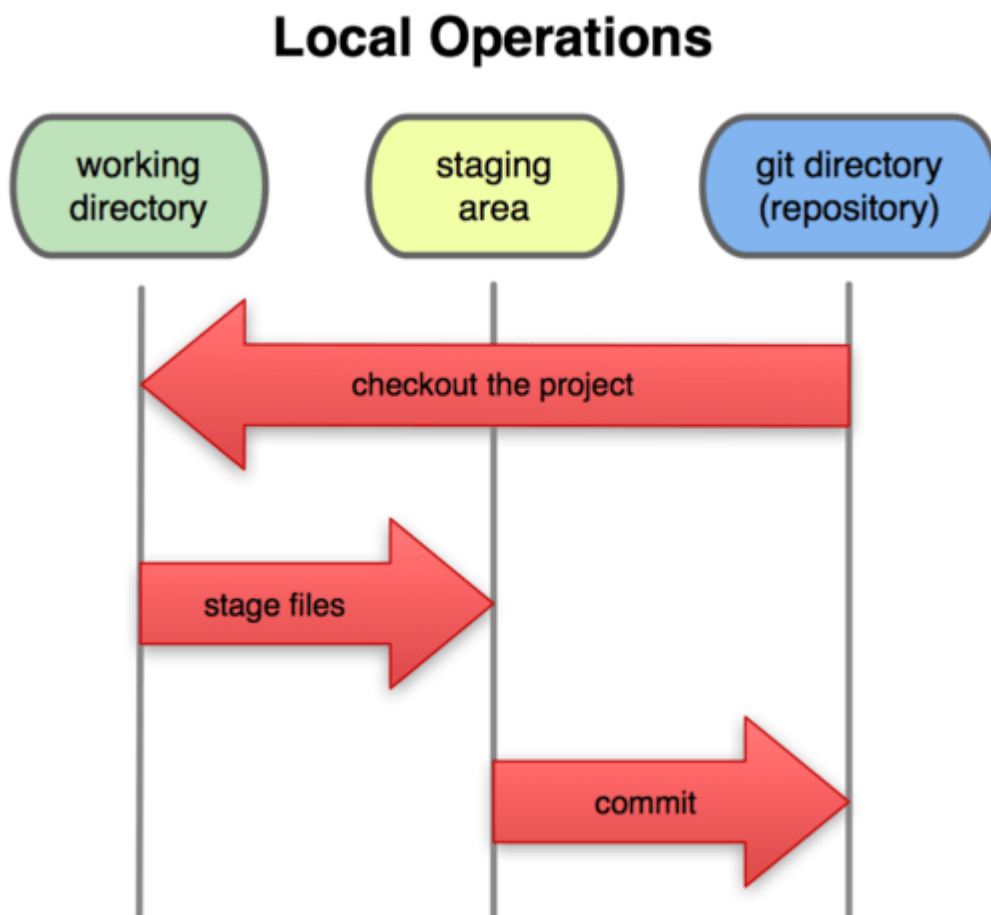 Local Operations
working
directory
staging
area
git directory
(repository)
checkout the project
stage files
commit